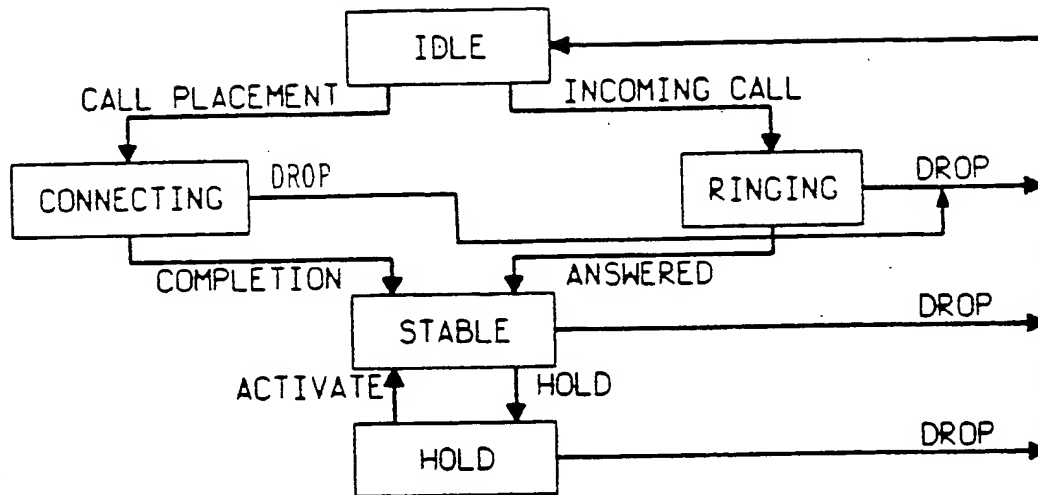 IDLE
CALL PLACEMENT
INCOMING CALL
CONNECTING
DROP
RINGING
DROP
COMPLETION
ANSWERED
STABLE
DROP
ACTIVATE
HOLD
HOLD
DROP